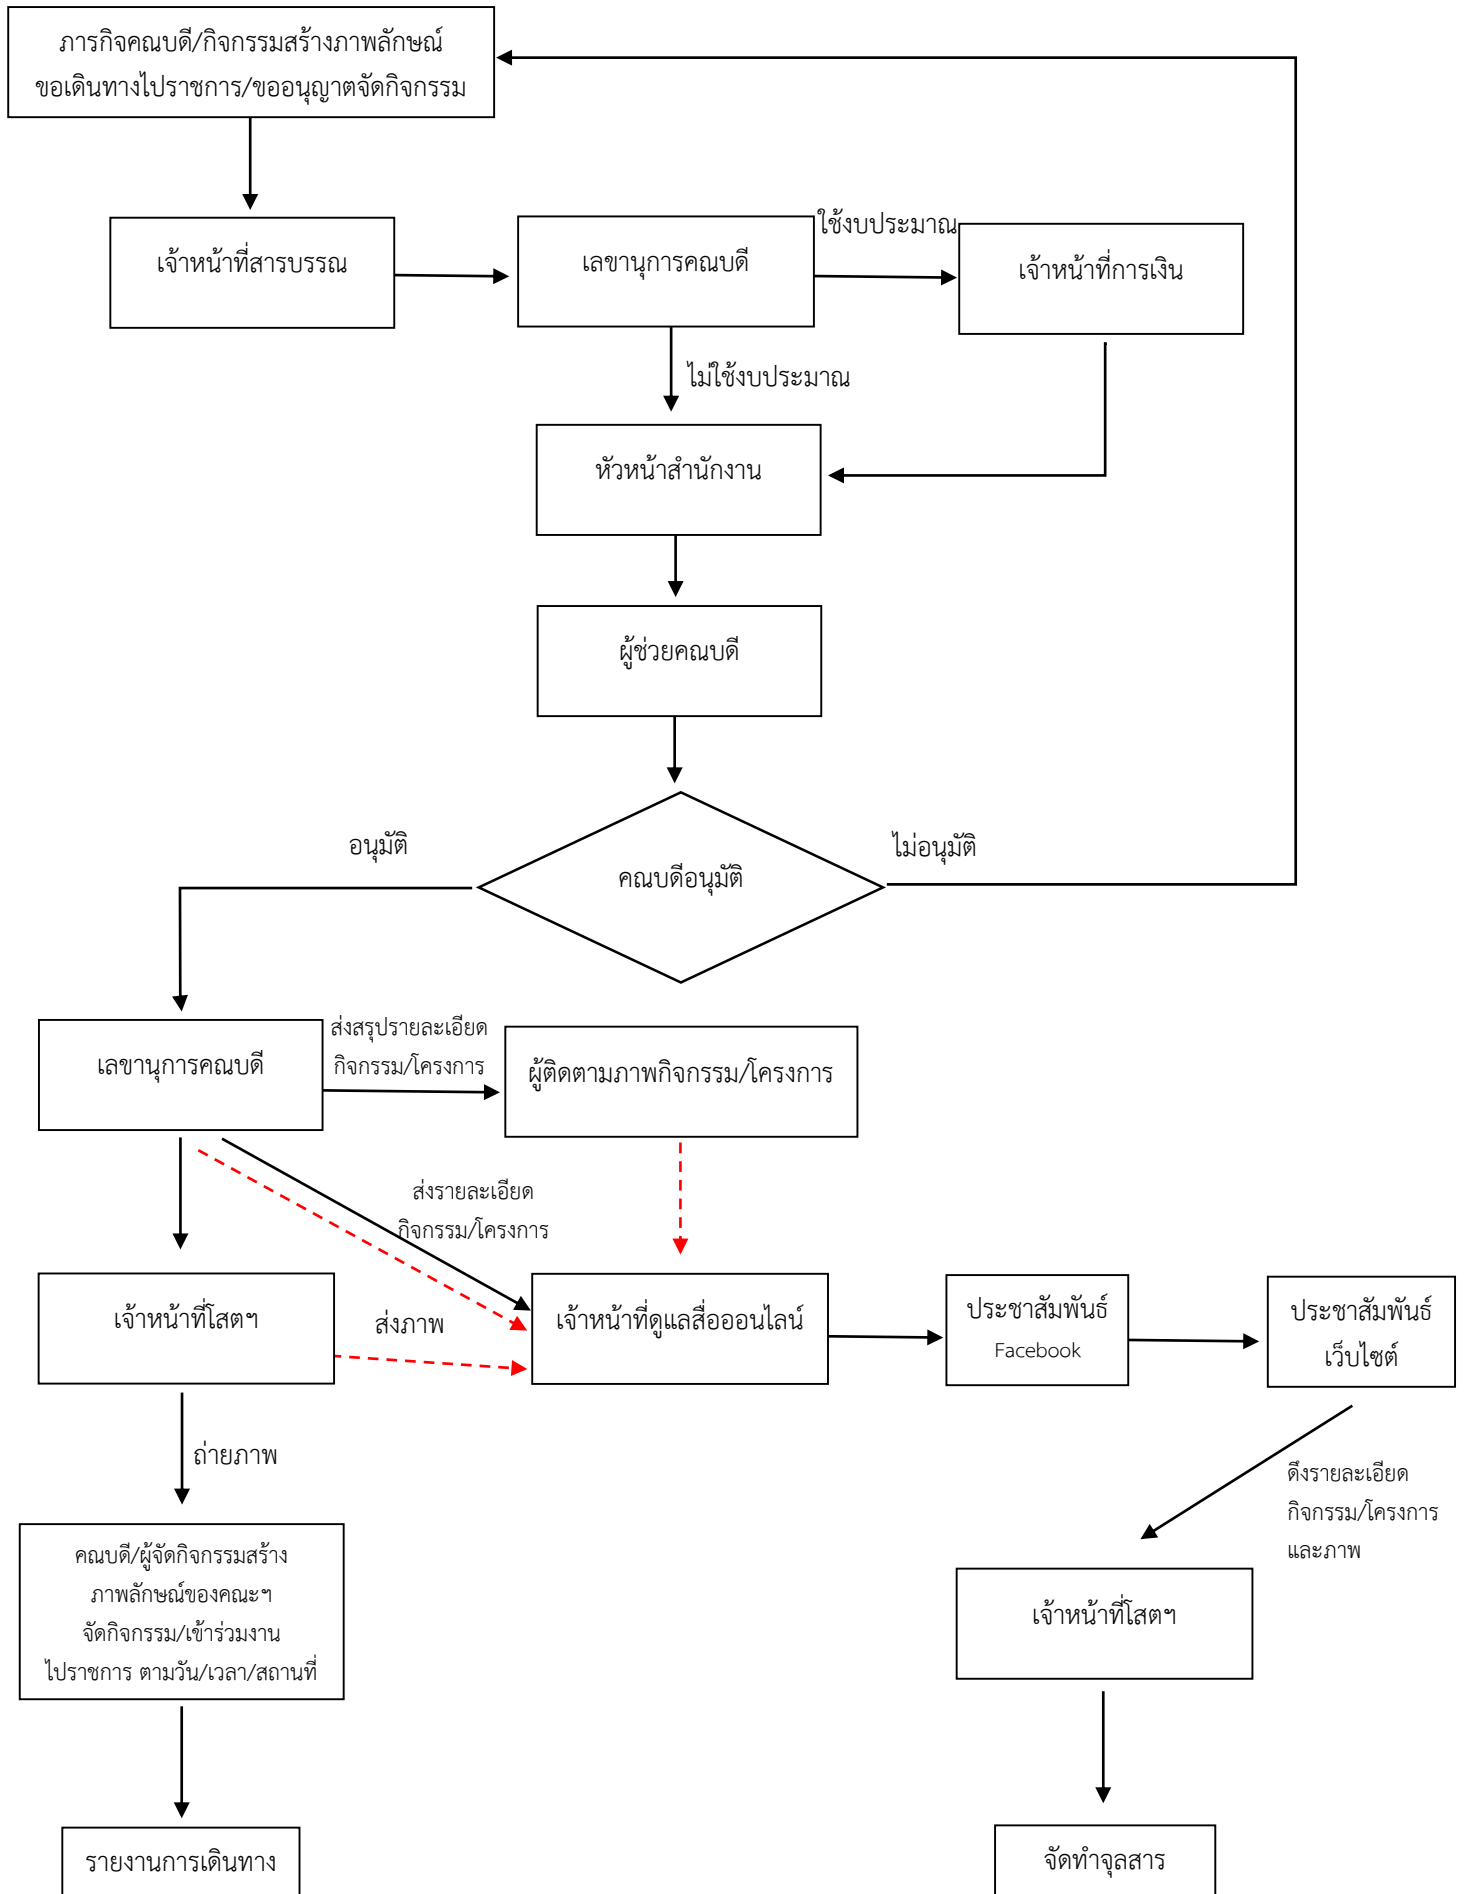 ภารกิจคณบดี/กิจกรรมสร้างภาพลักษณ์
ขอเดินทางไปราชการ/ขออนุญาตจัดกิจกรรม
เจ้าหน้าที่สารบรรณ
เลขานุการคณบดี
ใช้งบประมาณ
เจ้าหน้าที่การเงิน
ไม่ใช้งบประมาณ
หัวหน้าสำนักงาน
ผู้ช่วยคณบดี
อนุมัติ
คณบดีอนุมัติ
ไม่อนุมัติ
เลขานุการคณบดี
ส่งสรุปรายละเอียด
กิจกรรม/โครงการ
ผู้ติดตามภาพกิจกรรม/โครงการ
ส่งรายละเอียด
กิจกรรม/โครงการ
เจ้าหน้าที่โสตฯ
ส่งภาพ
เจ้าหน้าที่ดูแลสื่อออนไลน์
ประชาสัมพันธ์
Facebook
ประชาสัมพันธ์
เว็บไซต์
ถ่ายภาพ
ดึงรายละเอียด
กิจกรรม/โครงการ
และภาพ
คณบดี/ผู้จัดกิจกรรมสร้าง
ภาพลักษณ์ของคณะฯ
จัดกิจกรรม/เข้าร่วมงาน
ไปราชการ ตามวัน/เวลา/สถานที่
เจ้าหน้าที่โสตฯ
รายงานการเดินทาง
จัดทำจุลสาร